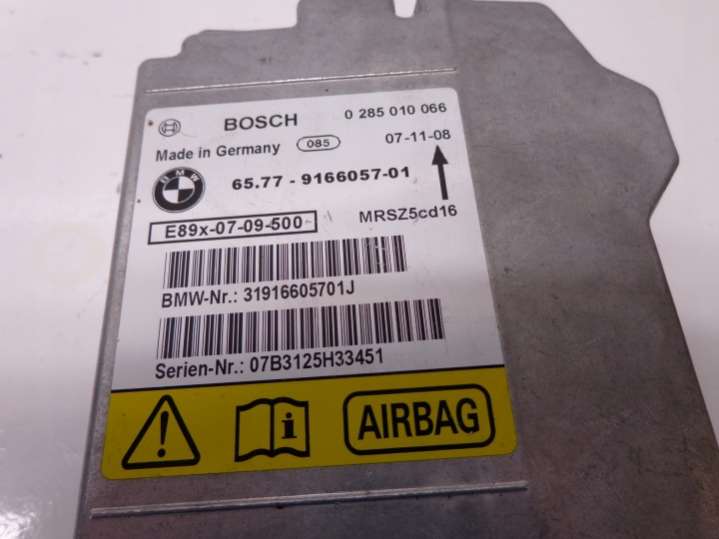 BOSCH 0 285 010 066
Made in Germany 085 07-11-08
BMW 65.77 - 9166057-01
E89x-07-09-500 MRSZ5cd16
BMW-Nr.: 31916605701J
Serien-Nr.: 07B3125H33451
AIRBAG